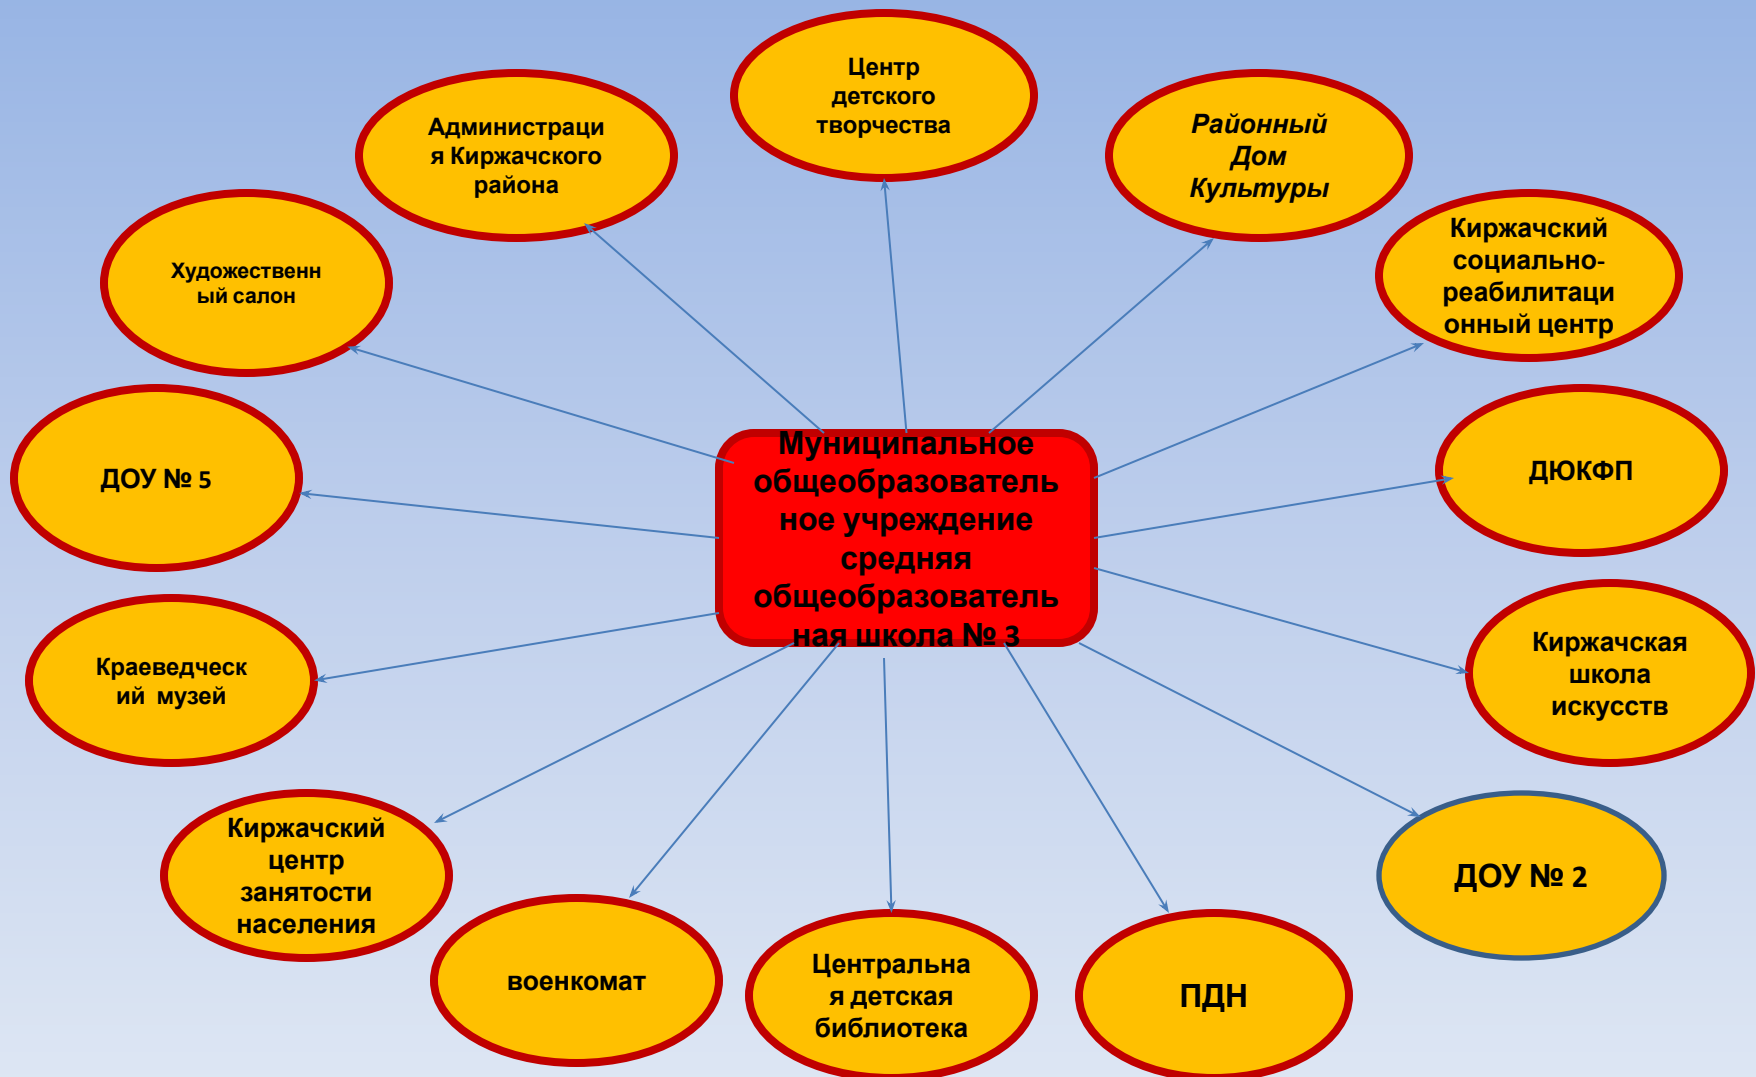 Центр
детского
творчества
Администраци
я Киржачского
района
Районный
Дом
Культуры
Киржачский
социально-
реабилитаци
онный центр
Художественн
ый салон
ДОУ № 5
Муниципальное
общеобразователь
ное учреждение
средняя
общеобразователь
ная школа № 3
ДЮКФП
Краеведческ
ий музей
Киржачская
школа
искусств
Киржачский
центр
занятости
населения
ДОУ № 2
военкомат
Центральна
я детская
библиотека
ПДН